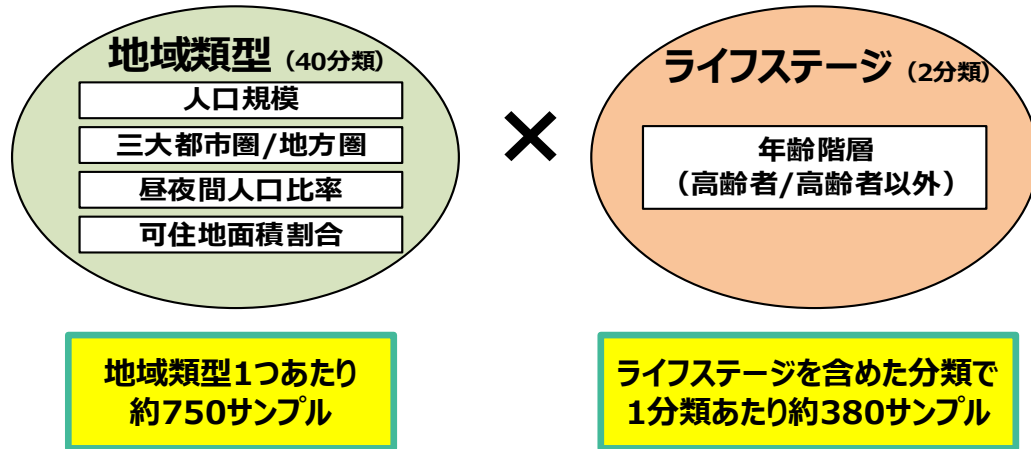 地域類型（40分類）
人口規模
三大都市圏/地方圏
昼夜間人口比率
可住地面積割合
×
ライフステージ（2分類）
年齢階層
（高齢者/高齢者以外）
地域類型1つあたり
約750サンプル
ライフステージを含めた分類で
1分類あたり約380サンプル